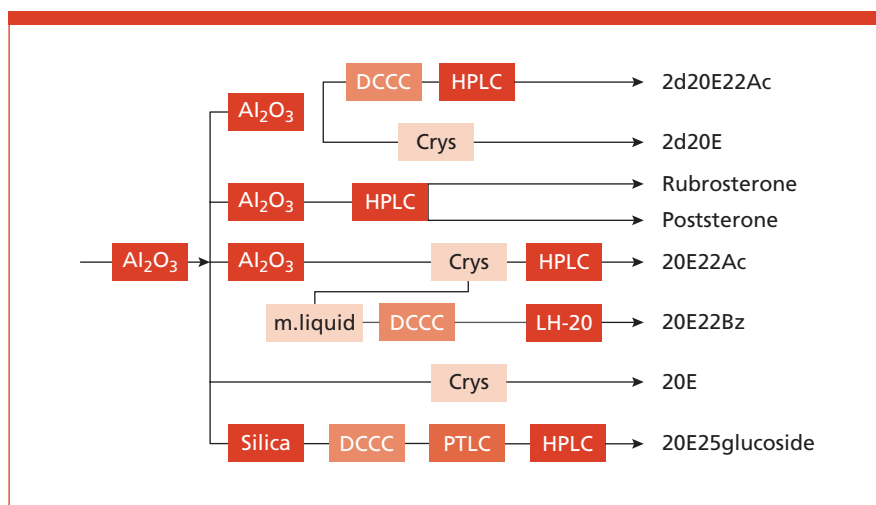 DCCC HPLC 2d20E22Ac
Al₂O₃
Crys 2d20E
Rubrosterone
Al₂O₃ HPLC
Poststerone
Al₂O₃ Al₂O₃ Crys HPLC 20E22Ac
m.liquid DCCC LH-20 20E22Bz
Crys 20E
Silica DCCC PTLC HPLC 20E25glucoside